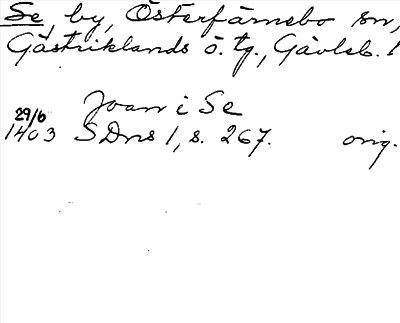 Se, by, Österfärnebo sn,
Gästriklands ö. tg., Gävleb. l
Joan i Se
29/6
1403 SDns 1, s. 267. orig.